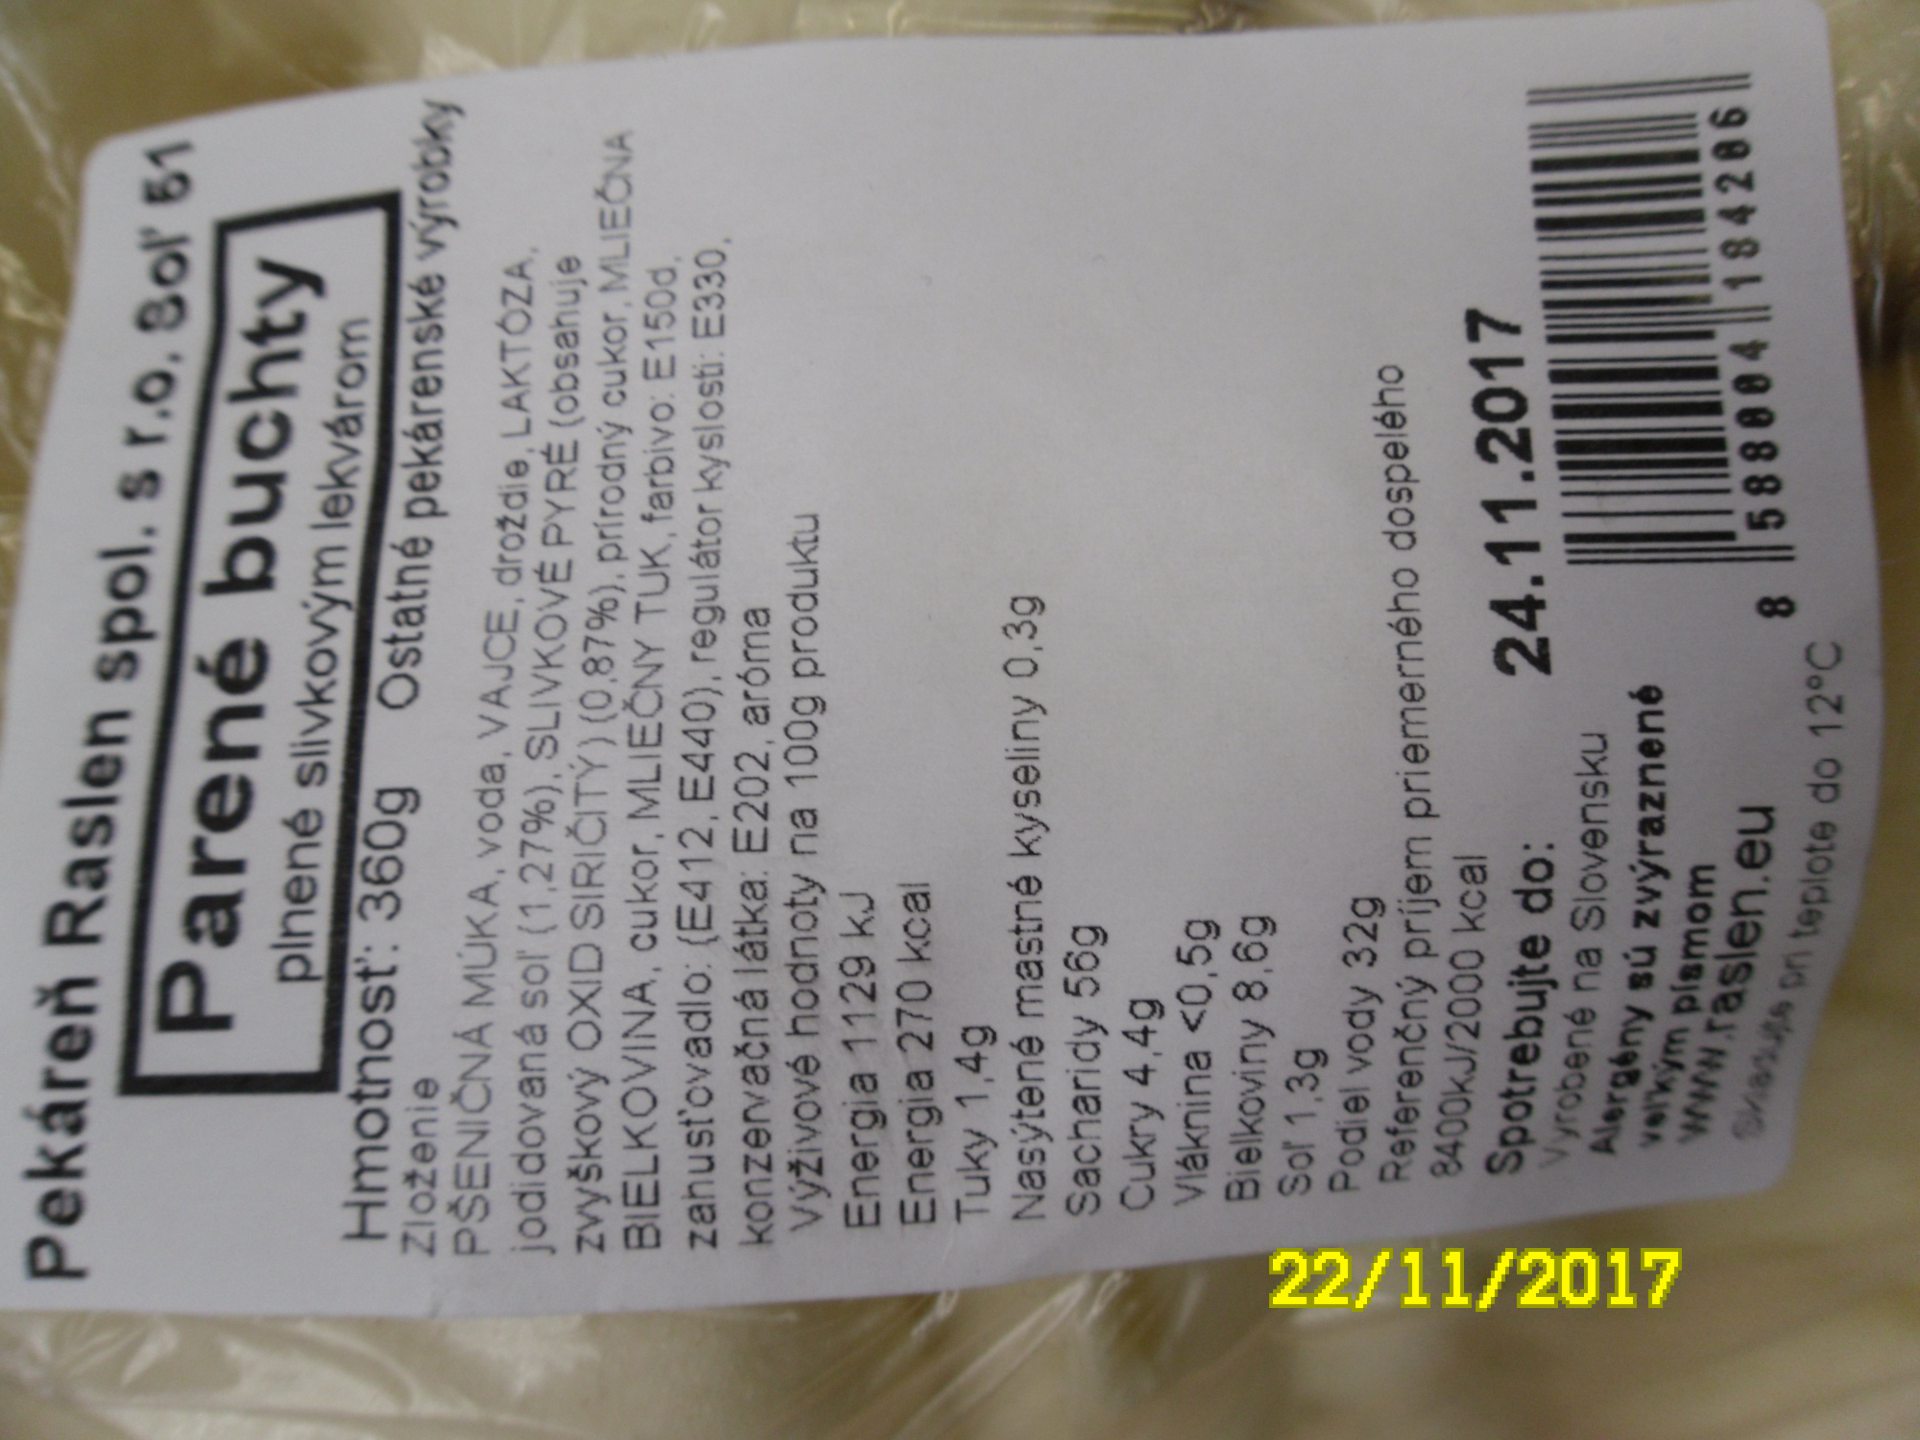 Pekáreň Raslen spol. s r.o. Soľ 61
Parené buchty
plnené slivkovým lekvárom
Hmotnosť: 360g Ostatné pekárenské výrobky
Zloženie
PŠENIČNÁ MÚKA, voda, VAJCE, droždie, LAKTÓZA,
jodidovaná soľ (1,27%), SLIVKOVÉ PYRÉ (obsahuje
zvyškový OXID SIRIČITÝ) (0,87%), prírodný cukor, MLIEČNA
BIELKOVINA, cukor, MLIEČNY TUK, farbivo: E150d,
zahusťovadlo: (E412, E440), regulátor kyslosti: E330,
konzervačná látka: E202, aróma
Výživové hodnoty na 100g produktu
Energia 1129 kJ
Energia 270 kcal
Tuky 1,4g
Nasýtené mastné kyseliny 0,3g
Sacharidy 56g
Cukry 4,4g
Vláknina <0,5g
Bielkoviny 8,6g
Soľ 1,3g
Podiel vody 32g
Referenčný príjem priemerného dospelého
8400kJ/2000 kcal
Spotrebujte do: 24.11.2017
Vyrobené na Slovensku
Alergény sú zvýraznené
veľkým písmom
www.raslen.eu
Skladujte pri teplote do 12°C
8 588004 184206
22/11/2017